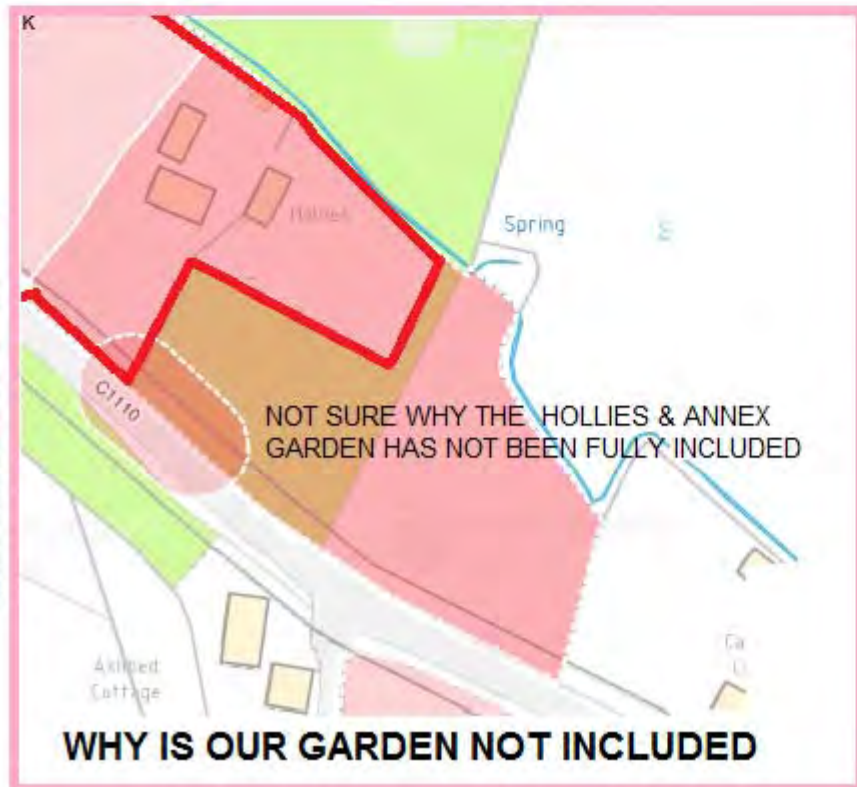 K
Hollies
Spring
C1110
NOT SURE WHY THE HOLLIES & ANNEX
GARDEN HAS NOT BEEN FULLY INCLUDED
Cottage
Ca
WHY IS OUR GARDEN NOT INCLUDED